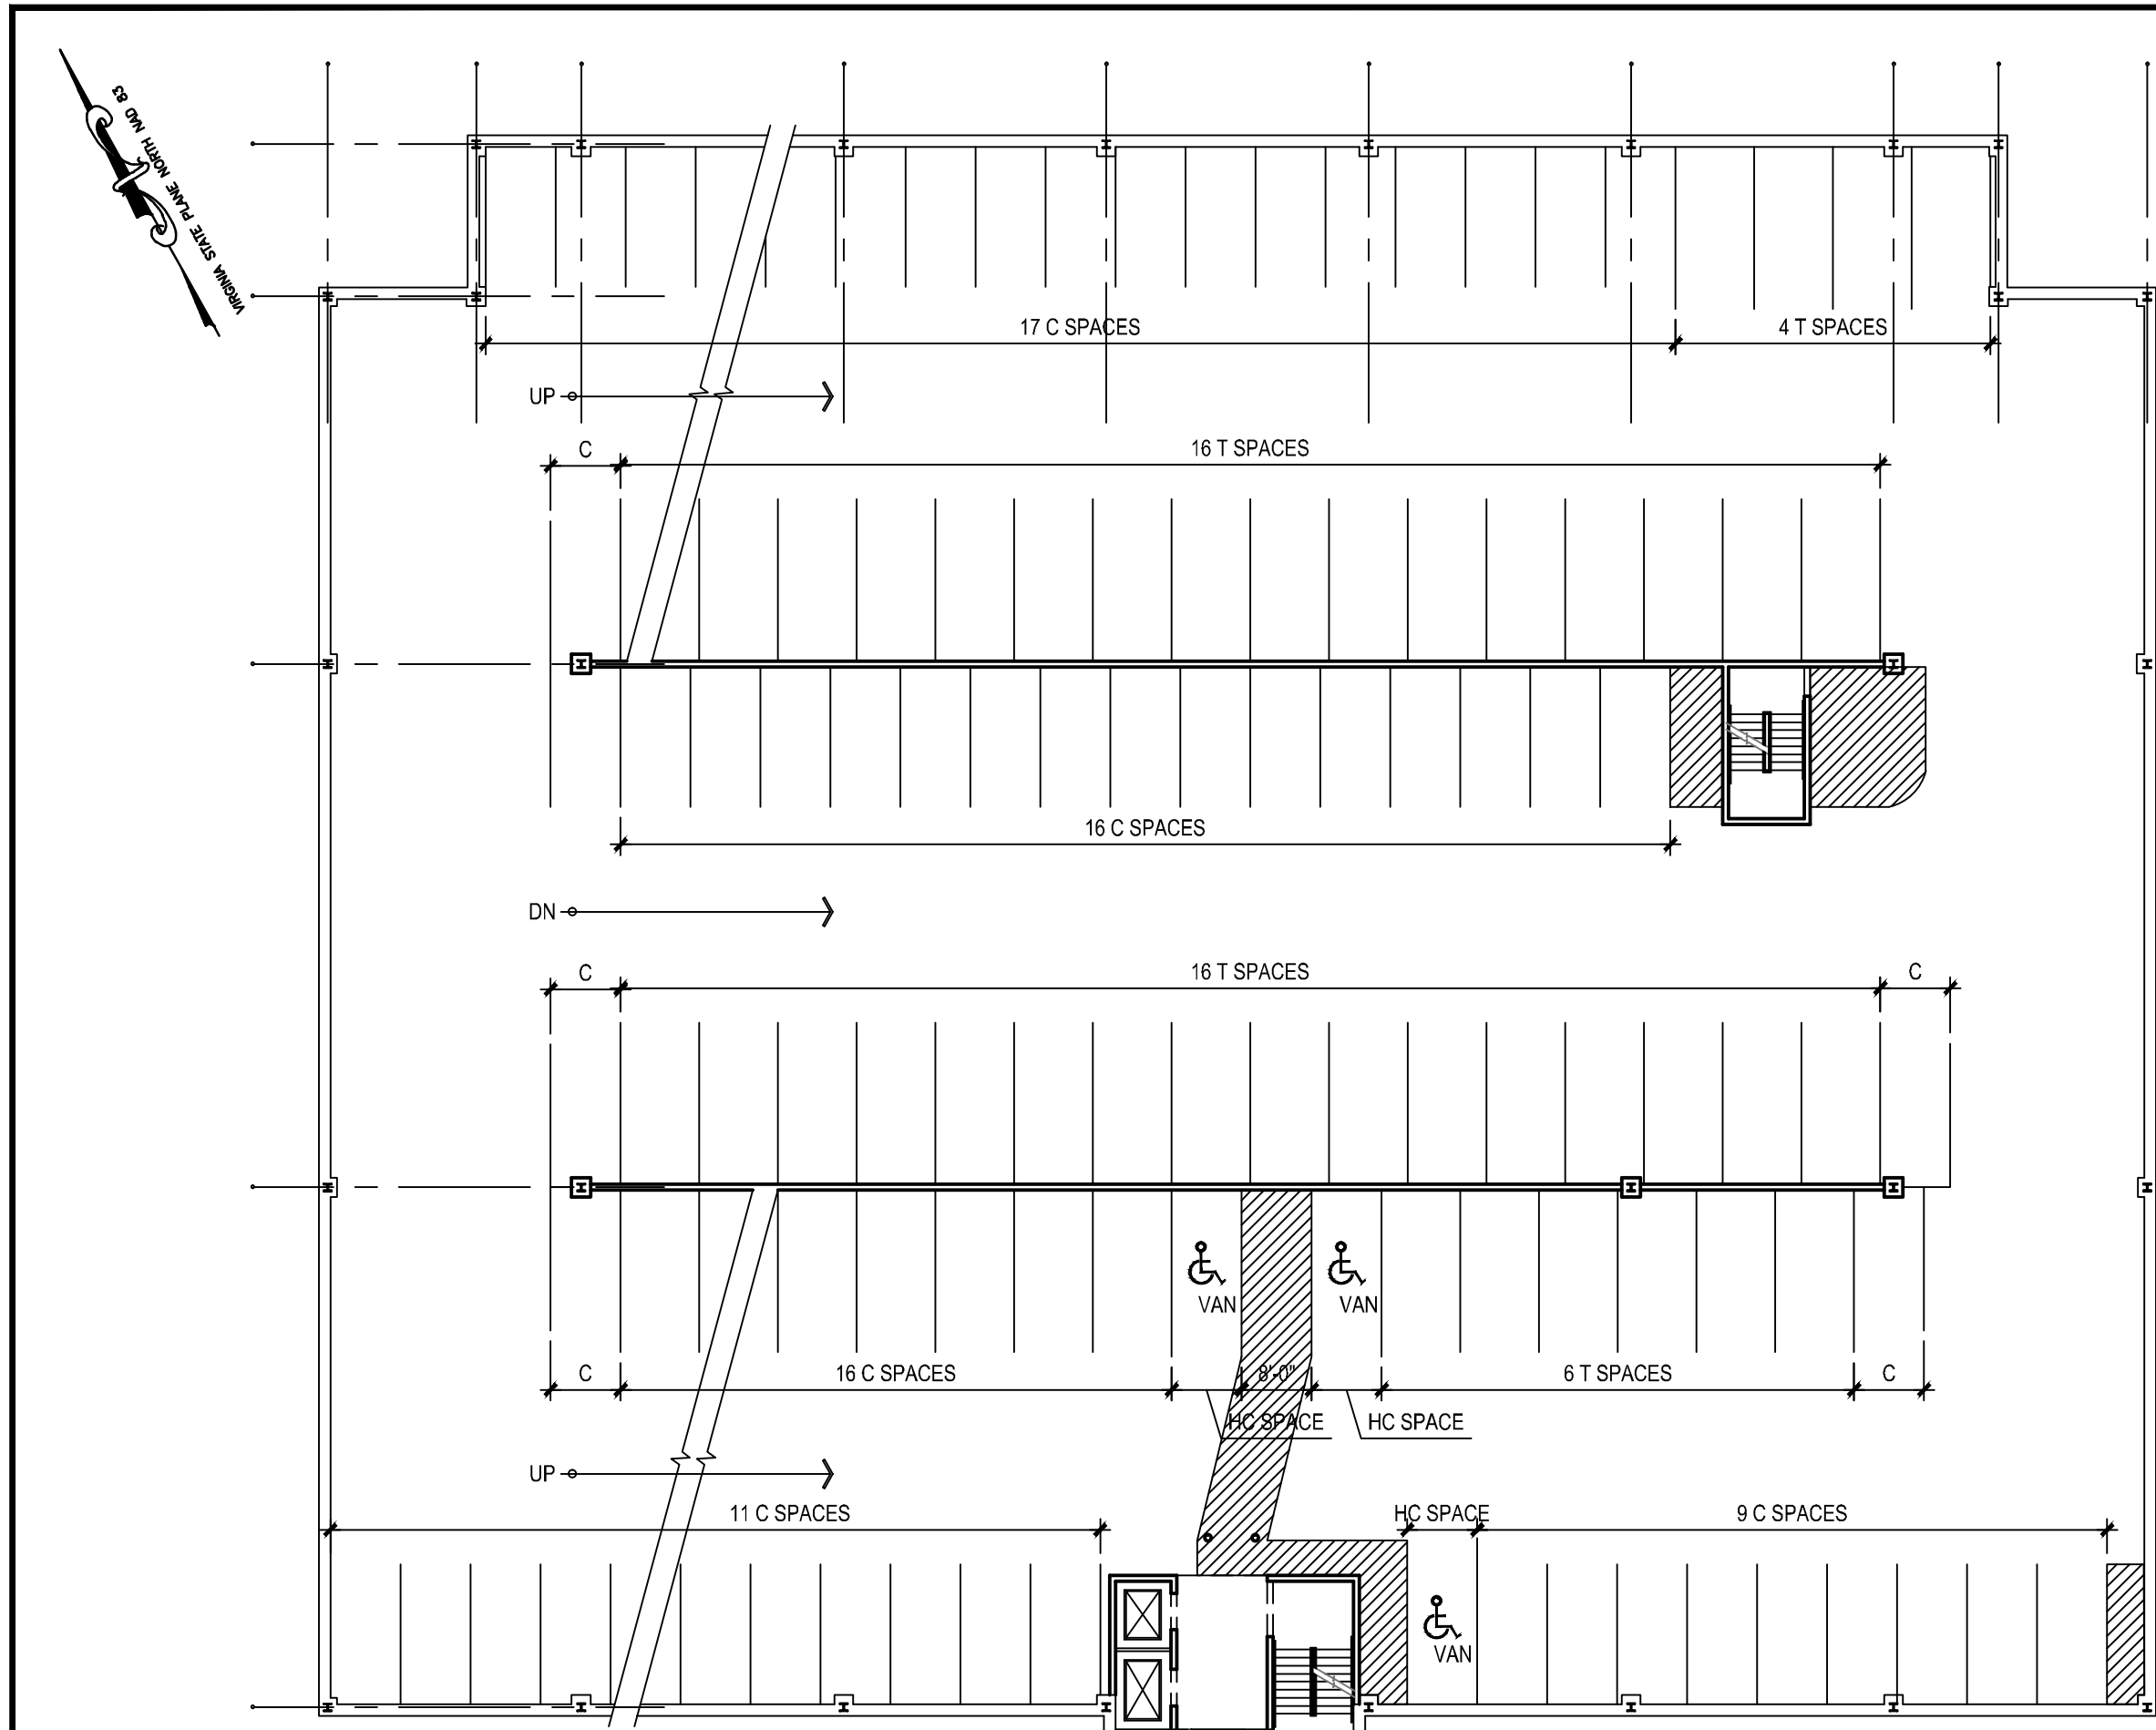 VIRGINIA STATE PLANE NORTH NAD 83
17 C SPACES
4 T SPACES
UP
C
16 T SPACES
16 C SPACES
DN
C
16 T SPACES
C
VAN
VAN
C
16 C SPACES
8'-0"
6 T SPACES
C
HC SPACE
HC SPACE
UP
11 C SPACES
HC SPACE
9 C SPACES
VAN